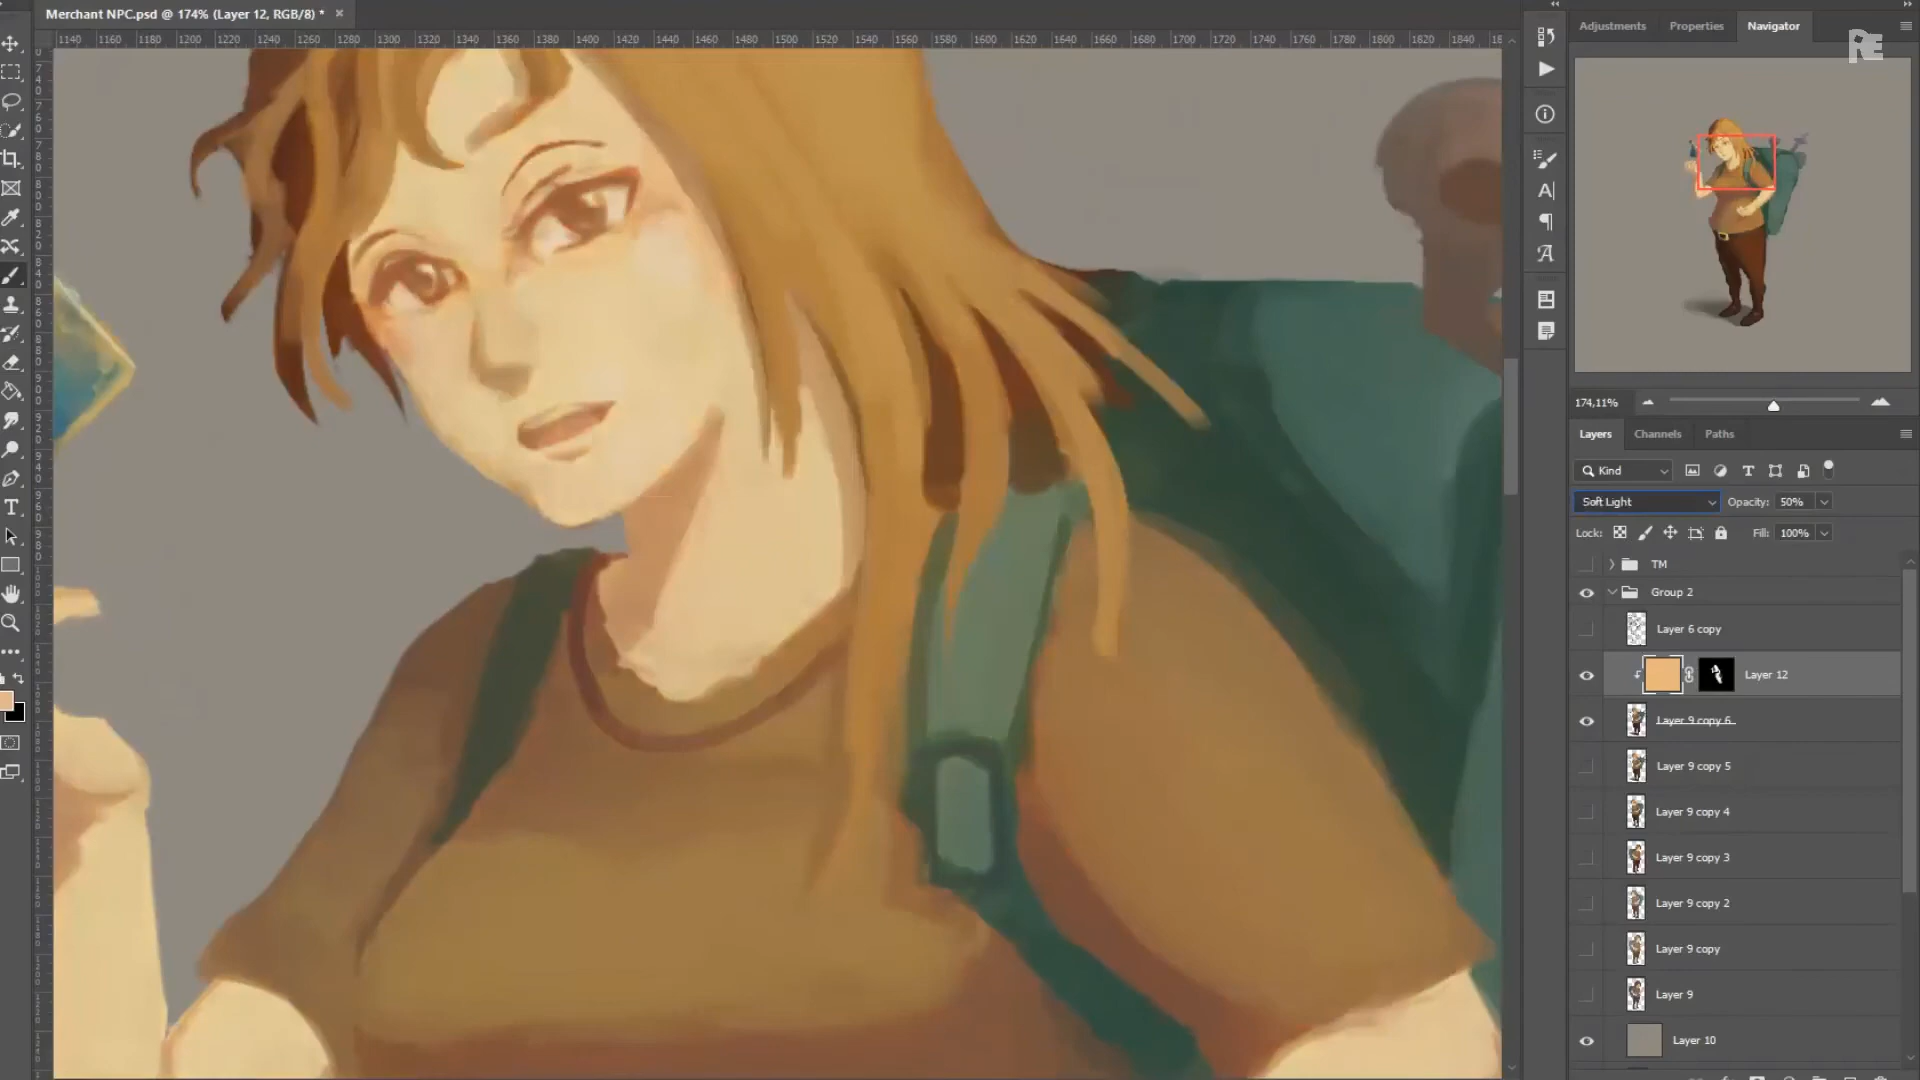 Merchant NPC.psd @ 174% (Layer 12, RGB/8) *
Adjustments Properties Navigator
RE
1140 1160 1180 1200 1220 1240 1260 1280 1300 1320 1340 1360 1380 1400 1420 1440 1460 1480 1500 1520 1540 1560 1580 1600 1620 1640 1660 1680 1700 1720 1740 1760 1780 1800 1820 1840
174,11%
Layers Channels Paths
Kind
Soft Light Opacity: 50%
Lock: Fill: 100%
TM
Group 2
Layer 6 copy
Layer 12
Layer 9 copy 6
Layer 9 copy 5
Layer 9 copy 4
Layer 9 copy 3
Layer 9 copy 2
Layer 9 copy
Layer 9
Layer 10